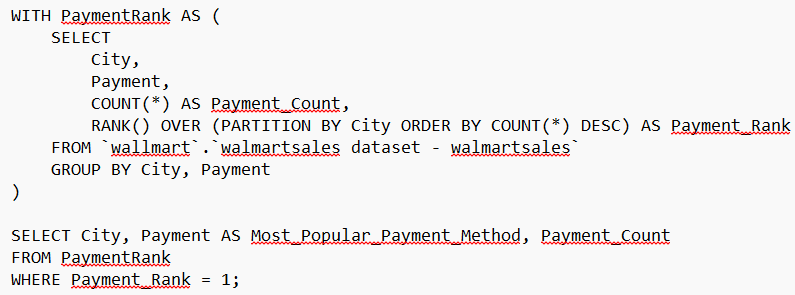 WITH PaymentRank AS (
SELECT
City,
Payment,
COUNT(*) AS Payment_Count,
RANK() OVER (PARTITION BY City ORDER BY COUNT(*) DESC) AS Payment_Rank
FROM `wallmart`.`walmartsales dataset - walmartsales`
GROUP BY City, Payment
)
SELECT City, Payment AS Most_Popular_Payment_Method, Payment_Count
FROM PaymentRank
WHERE Payment_Rank = 1;